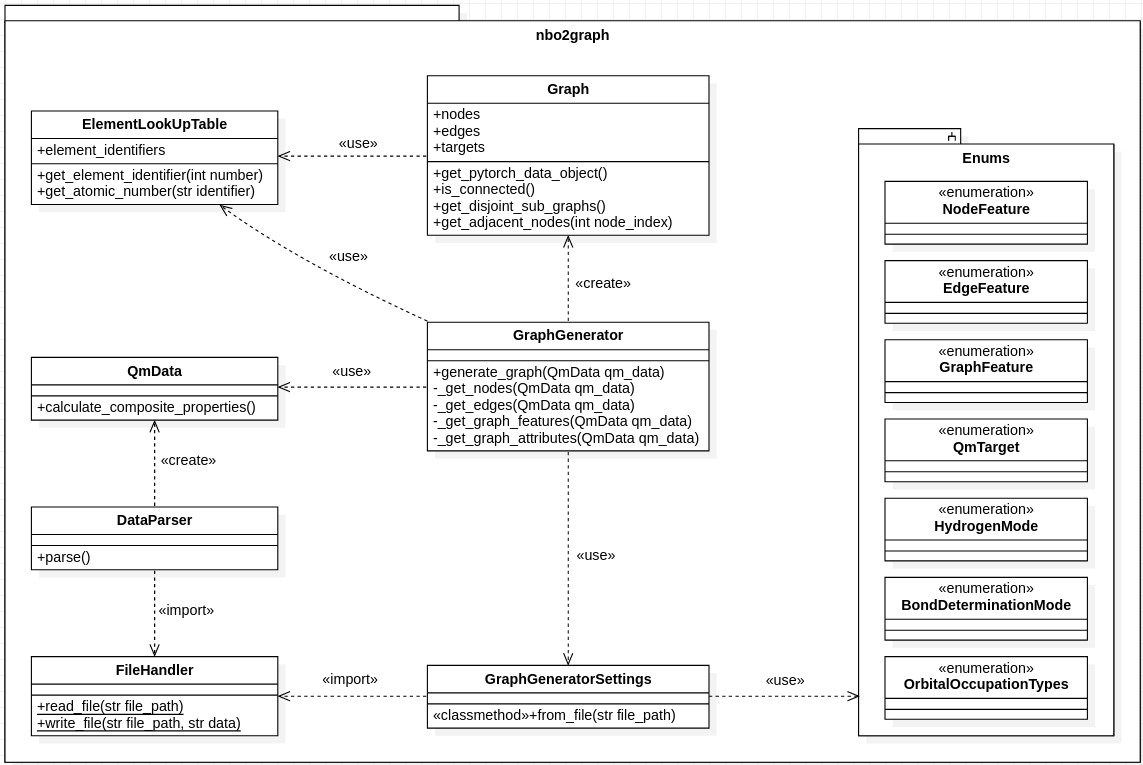 nbo2graph
ElementLookUpTable
+element_identifiers
+get_element_identifier(int number)
+get_atomic_number(str identifier)
«use»
Graph
+nodes
+edges
+targets
+get_pytorch_data_object()
+is_connected()
+get_disjoint_sub_graphs()
+get_adjacent_nodes(int node_index)
«use»
«create»
GraphGenerator
+generate_graph(QmData qm_data)
-_get_nodes(QmData qm_data)
-_get_edges(QmData qm_data)
-_get_graph_features(QmData qm_data)
-_get_graph_attributes(QmData qm_data)
QmData
+calculate_composite_properties()
«use»
«create»
DataParser
+parse()
«use»
«import»
FileHandler
+read_file(str file_path)
+write_file(str file_path, str data)
«import»
GraphGeneratorSettings
«classmethod»+from_file(str file_path)
«use»
Enums
«enumeration»
NodeFeature
«enumeration»
EdgeFeature
«enumeration»
GraphFeature
«enumeration»
QmTarget
«enumeration»
HydrogenMode
«enumeration»
BondDeterminationMode
«enumeration»
OrbitalOccupationTypes